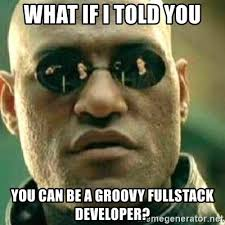 WHAT IF I TOLD YOU
YOU CAN BE A GROOVY FULLSTACK
DEVELOPER?
memegenerator.net